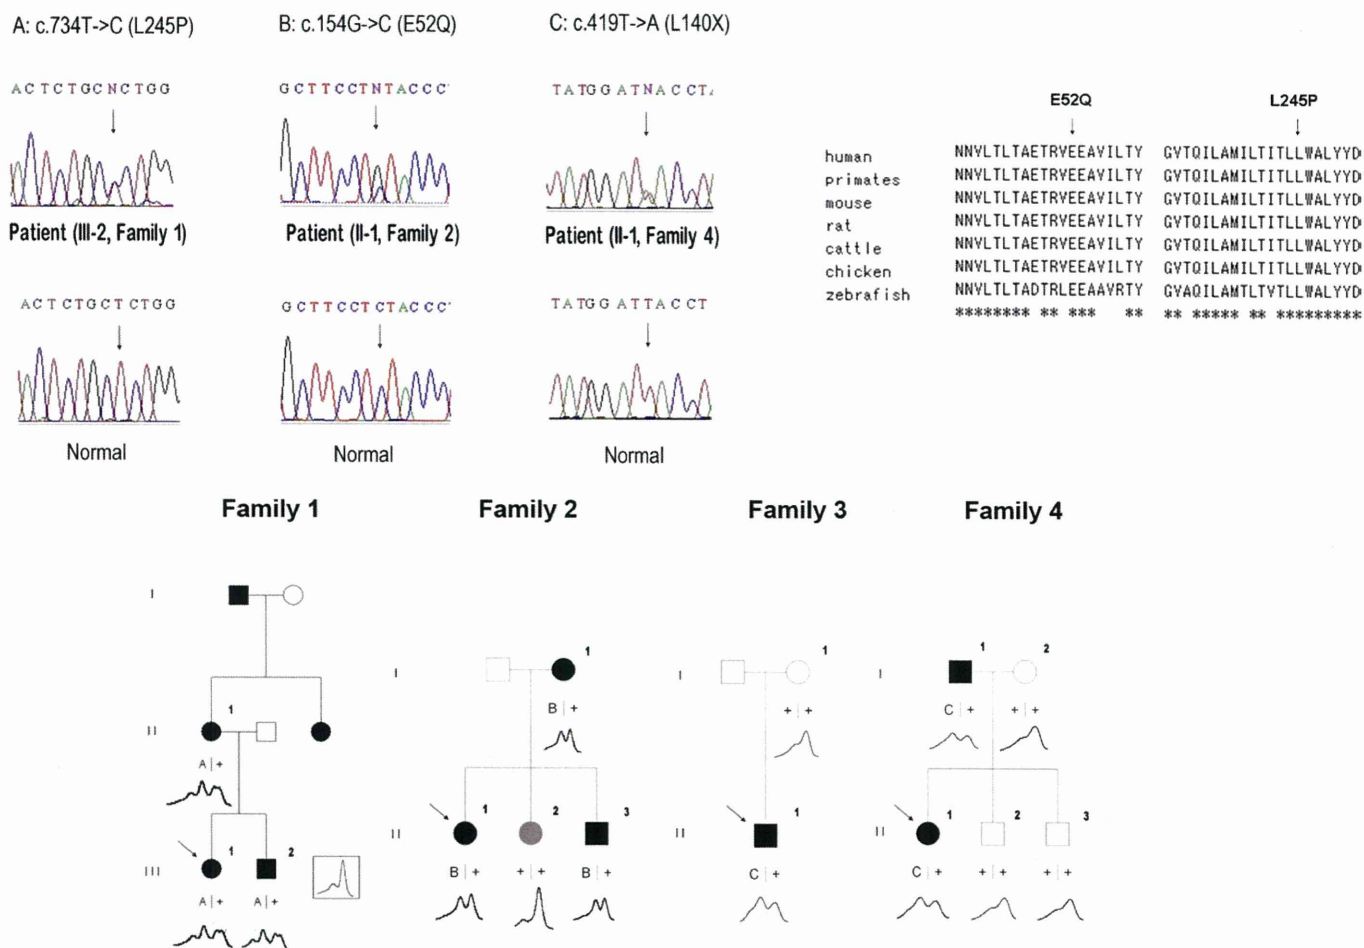 A: c.734T->C (L245P)
B: c.154G->C (E52Q)
C: c.419T->A (L140X)
ACTCTGCNCTGG
GCTTCCTNTACCC
TATGGATNACCT
Patient (III-2, Family 1)
Patient (II-1, Family 2)
Patient (II-1, Family 4)
ACTCTGCTCTGG
GCTTCCTCTACCC
TATGGATTACCT
Normal
Normal
Normal
E52Q L245P
human NNVLTLTAETRVEEAVILTY GVTQILAMILTITLLWALYYD
primates NNVLTLTAETRVEEAVILTY GVTQILAMILTITLLWALYYD
mouse NNVLTLTAETRVEEAVILTY GVTQILAMILTITLLWALYYD
rat NNVLTLTAETRVEEAVILTY GVTQILAMILTITLLWALYYD
cattle NNVLTLTAETRVEEAVILTY GVTQILAMILTITLLWALYYD
chicken NNVLTLTAETRVEEAVILTY GVTQILAMILTITLLWALYYD
zebrafish NNVLTLTADTRLEEAAVRTY GVAQILAMTLTVTLLWALYYD
******** ** *** ** ** ***** ** *********
Family 1
I
II
1
A | +
III
1 2
A | + A | +
Family 2
I
1
B | +
II
1 2 3
B | + + | + B | +
Family 3
I
1
+ | +
II
1
C | +
Family 4
I
1 2
C | + + | +
II
1 2 3
C | + + | + + | +